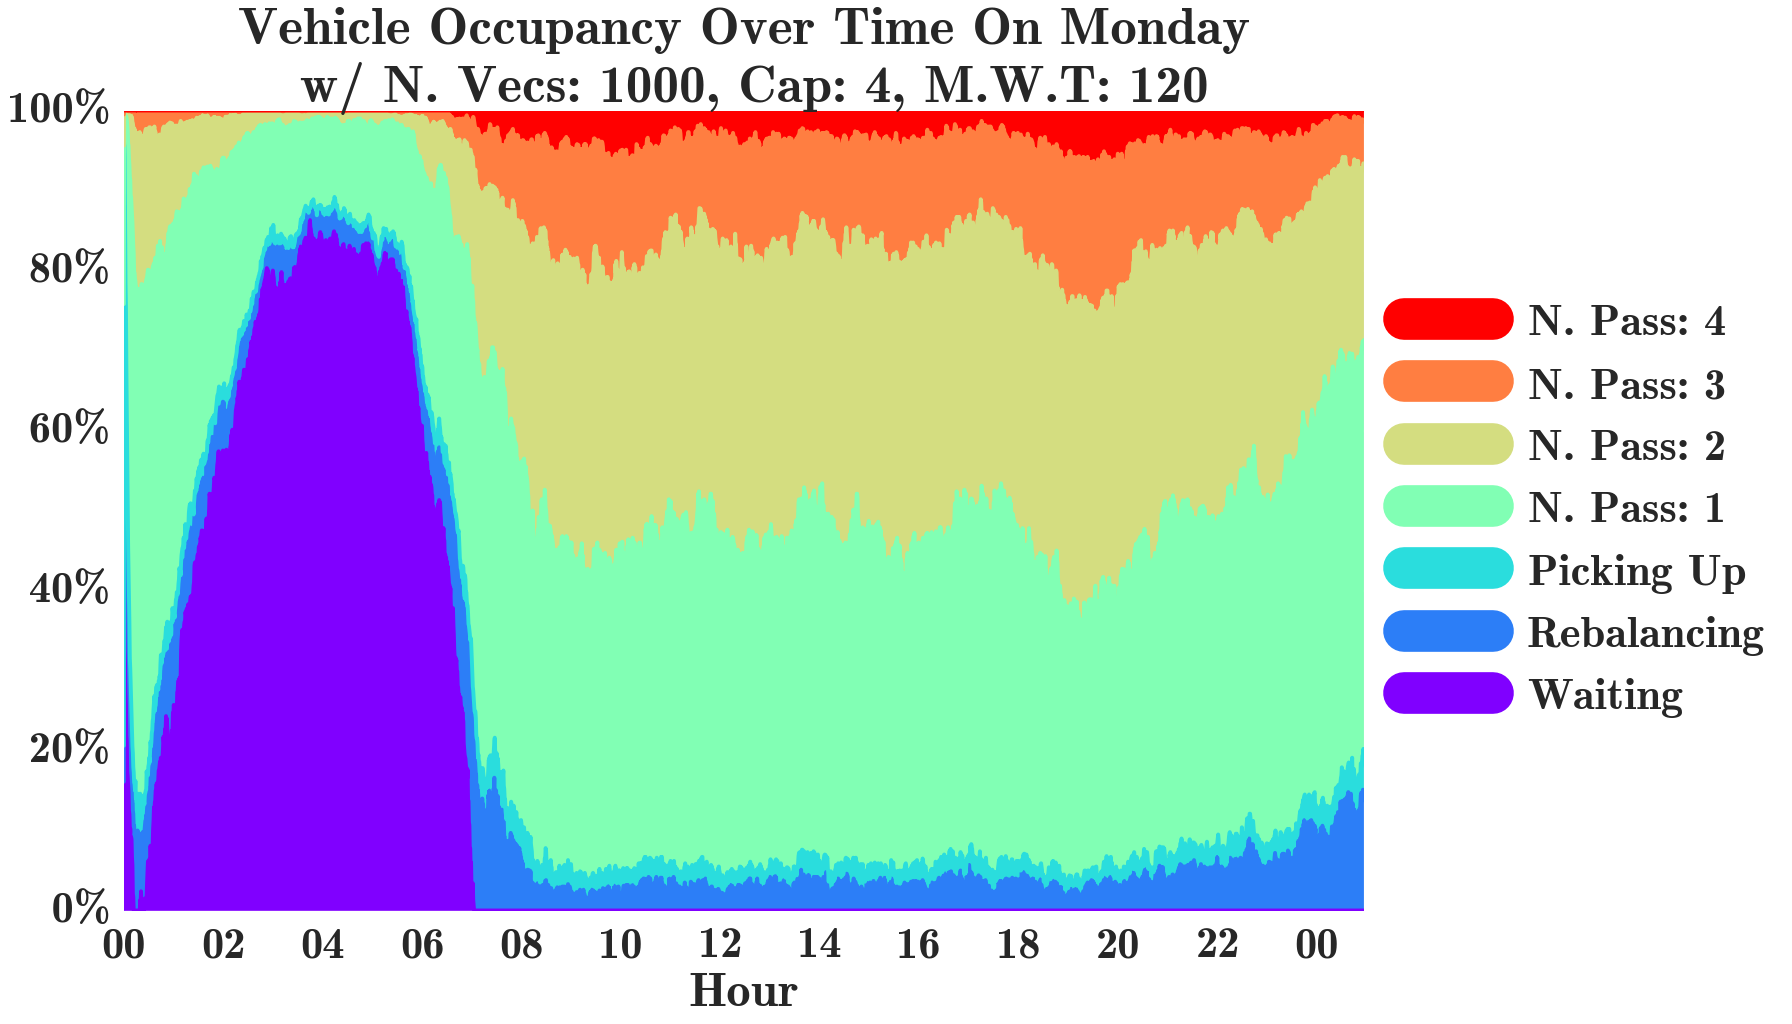 Vehicle Occupancy Over Time On Monday
w/ N. Vecs: 1000, Cap: 4, M.W.T: 120
100%
80%
60%
40%
20%
0%
00 02 04 06 08 10 12 14 16 18 20 22 00
Hour
N. Pass: 4
N. Pass: 3
N. Pass: 2
N. Pass: 1
Picking Up
Rebalancing
Waiting